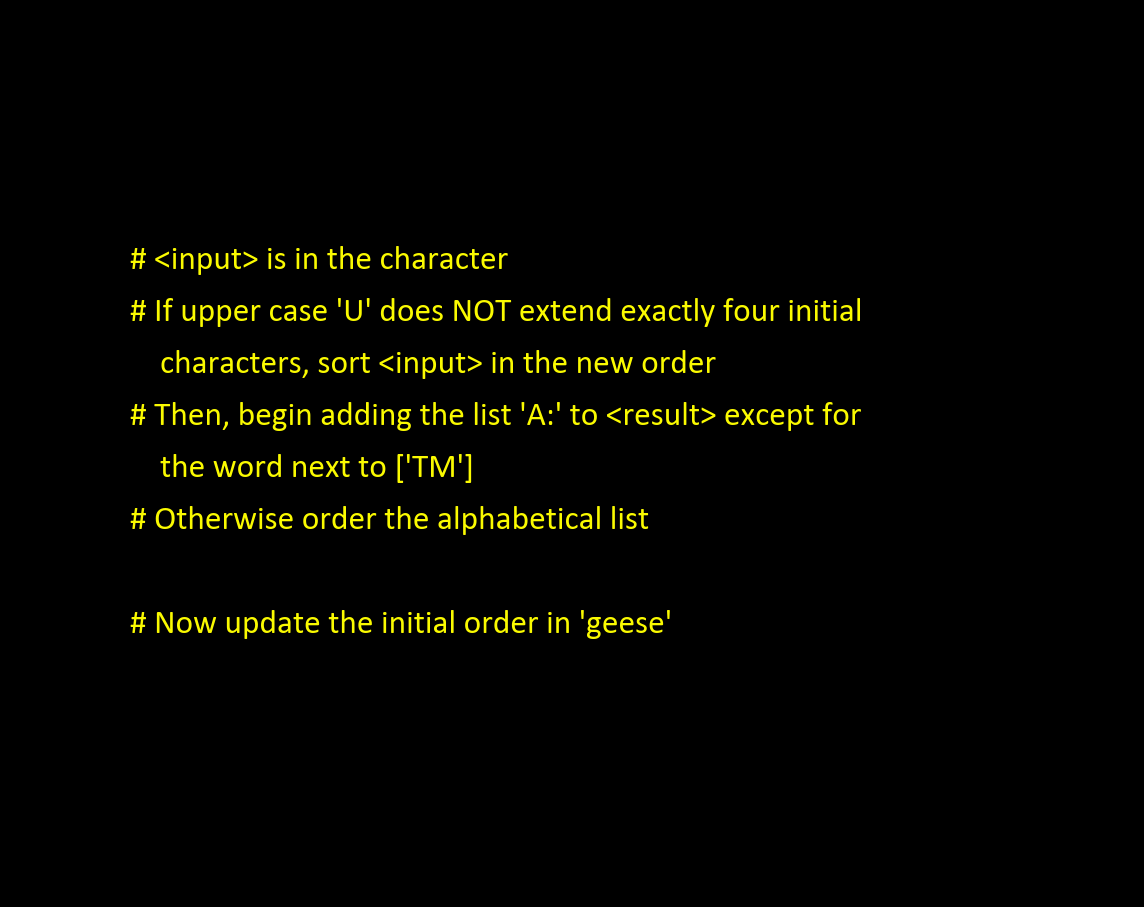 # <input> is in the character
# If upper case 'U' does NOT extend exactly four initial
characters, sort <input> in the new order
# Then, begin adding the list 'A:' to <result> except for
the word next to ['TM']
# Otherwise order the alphabetical list
# Now update the initial order in 'geese'